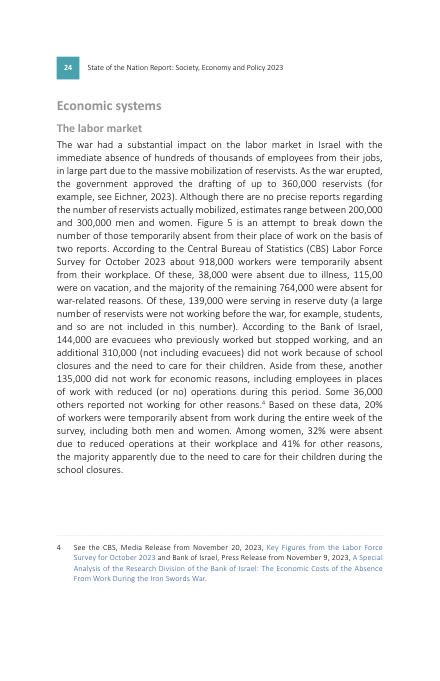 24
State of the Nation Report: Society, Economy and Policy 2023
Economic systems
The labor market
The war had a substantial impact on the labor market in Israel with the
immediate absence of hundreds of thousands of employees from their jobs,
in large part due to the massive mobilization of reservists. As the war erupted,
the government approved the drafting of up to 360,000 reservists (for
example, see Eichner, 2023). Although there are no precise reports regarding
the number of reservists actually mobilized, estimates range between 200,000
and 300,000 men and women. Figure 5 is an attempt to break down the
number of those temporarily absent from their place of work on the basis of
two reports. According to the Central Bureau of Statistics (CBS) Labor Force
Survey for October 2023 about 918,000 workers were temporarily absent
from their workplace. Of these, 38,000 were absent due to illness, 115,00
were on vacation, and the majority of the remaining 764,000 were absent for
war-related reasons. Of these, 139,000 were serving in reserve duty (a large
number of reservists were not working before the war, for example, students,
and so are not included in this number). According to the Bank of Israel,
144,000 are evacuees who previously worked but stopped working, and an
additional 310,000 (not including evacuees) did not work because of school
closures and the need to care for their children. Aside from these, another
135,000 did not work for economic reasons, including employees in places
of work with reduced (or no) operations during this period. Some 36,000
others reported not working for other reasons.4 Based on these data, 20%
of workers were temporarily absent from work during the entire week of the
survey, including both men and women. Among women, 32% were absent
due to reduced operations at their workplace and 41% for other reasons,
the majority apparently due to the need to care for their children during the
school closures.
4 See the CBS, Media Release from November 20, 2023, Key Figures from the Labor Force
Survey for October 2023 and Bank of Israel, Press Release from November 9, 2023, A Special
Analysis of the Research Division of the Bank of Israel: The Economic Costs of the Absence
From Work During the Iron Swords War.